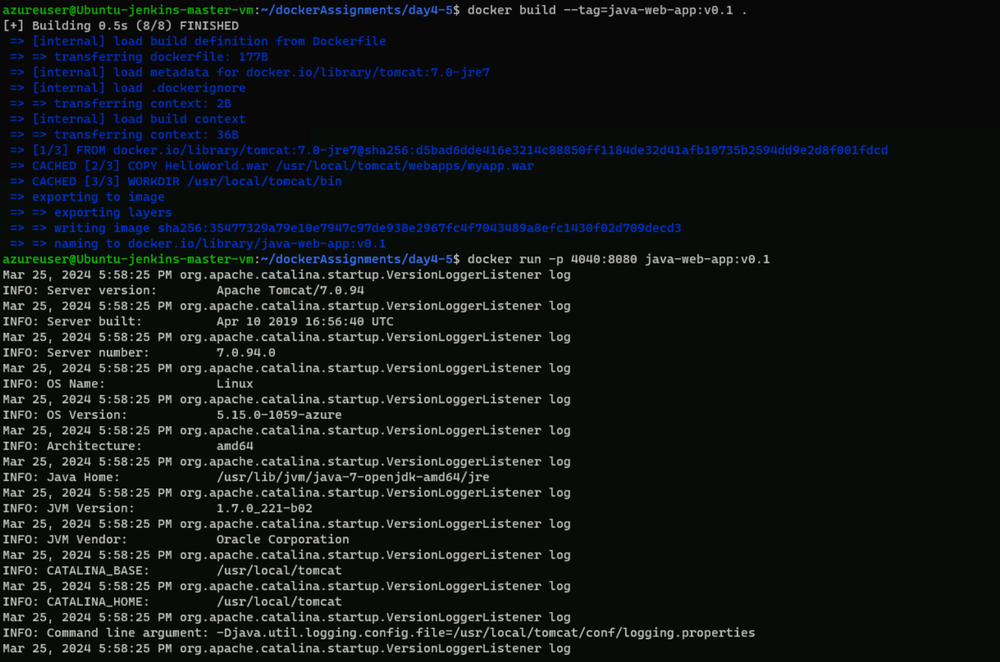 azureuser@Ubuntu-jenkins-master-vm:~/dockerAssignments/day4-5$ docker build --tag=java-web-app:v0.1 .
[+] Building 0.5s (8/8) FINISHED
=> [internal] load build definition from Dockerfile
=> => transferring dockerfile: 177B
=> [internal] load metadata for docker.io/library/tomcat:7.0-jre7
=> [internal] load .dockerignore
=> => transferring context: 2B
=> [internal] load build context
=> => transferring context: 36B
=> [1/3] FROM docker.io/library/tomcat:7.0-jre7@sha256:d5bad6dde416e3214c88850ff1184de32d41afb10735b2594dd9e2d8f001fdcd
=> CACHED [2/3] COPY HelloWorld.war /usr/local/tomcat/webapps/myapp.war
=> CACHED [3/3] WORKDIR /usr/local/tomcat/bin
=> exporting to image
=> => exporting layers
=> => writing image sha256:35477329a79e10e7947c97de938e2967fc4f7043489a8efc1430f02d709decd3
=> => naming to docker.io/library/java-web-app:v0.1
azureuser@Ubuntu-jenkins-master-vm:~/dockerAssignments/day4-5$ docker run -p 4040:8080 java-web-app:v0.1
Mar 25, 2024 5:58:25 PM org.apache.catalina.startup.VersionLoggerListener log
INFO: Server version: Apache Tomcat/7.0.94
Mar 25, 2024 5:58:25 PM org.apache.catalina.startup.VersionLoggerListener log
INFO: Server built: Apr 10 2019 16:56:40 UTC
Mar 25, 2024 5:58:25 PM org.apache.catalina.startup.VersionLoggerListener log
INFO: Server number: 7.0.94.0
Mar 25, 2024 5:58:25 PM org.apache.catalina.startup.VersionLoggerListener log
INFO: OS Name: Linux
Mar 25, 2024 5:58:25 PM org.apache.catalina.startup.VersionLoggerListener log
INFO: OS Version: 5.15.0-1059-azure
Mar 25, 2024 5:58:25 PM org.apache.catalina.startup.VersionLoggerListener log
INFO: Architecture: amd64
Mar 25, 2024 5:58:25 PM org.apache.catalina.startup.VersionLoggerListener log
INFO: Java Home: /usr/lib/jvm/java-7-openjdk-amd64/jre
Mar 25, 2024 5:58:25 PM org.apache.catalina.startup.VersionLoggerListener log
INFO: JVM Version: 1.7.0_221-b02
Mar 25, 2024 5:58:25 PM org.apache.catalina.startup.VersionLoggerListener log
INFO: JVM Vendor: Oracle Corporation
Mar 25, 2024 5:58:25 PM org.apache.catalina.startup.VersionLoggerListener log
INFO: CATALINA_BASE: /usr/local/tomcat
Mar 25, 2024 5:58:25 PM org.apache.catalina.startup.VersionLoggerListener log
INFO: CATALINA_HOME: /usr/local/tomcat
Mar 25, 2024 5:58:25 PM org.apache.catalina.startup.VersionLoggerListener log
INFO: Command line argument: -Djava.util.logging.config.file=/usr/local/tomcat/conf/logging.properties
Mar 25, 2024 5:58:25 PM org.apache.catalina.startup.VersionLoggerListener log